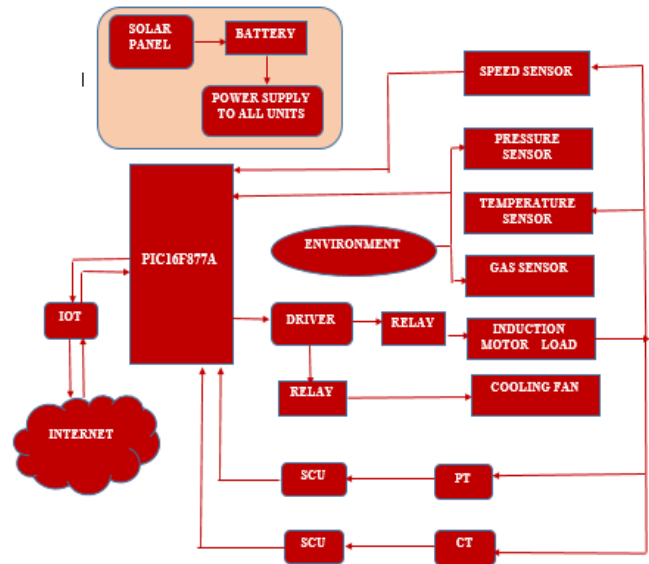 SOLAR
PANEL
BATTERY
POWER SUPPLY
TO ALL UNITS
SPEED SENSOR
PRESSURE
SENSOR
TEMPERATURE
SENSOR
ENVIRONMENT
GAS SENSOR
PIC16F877A
IOT
DRIVER
RELAY
INDUCTION
MOTOR LOAD
RELAY
COOLING FAN
INTERNET
SCU
PT
SCU
CT